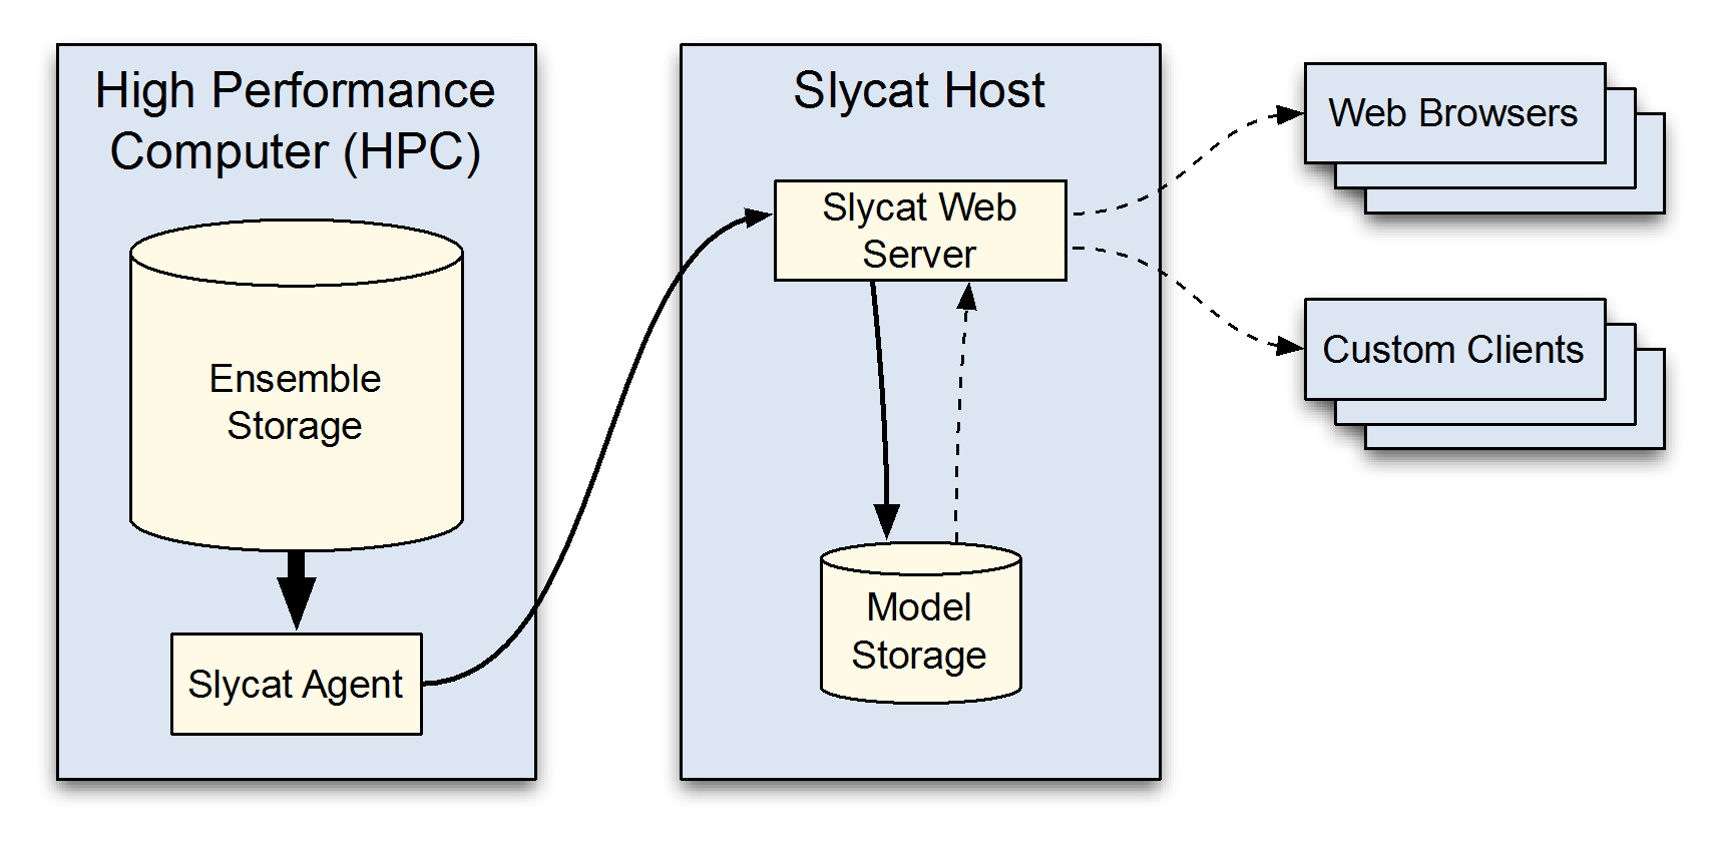 High Performance
Computer (HPC)
Ensemble
Storage
Slycat Agent
Slycat Host
Slycat Web
Server
Model
Storage
Web Browsers
Custom Clients